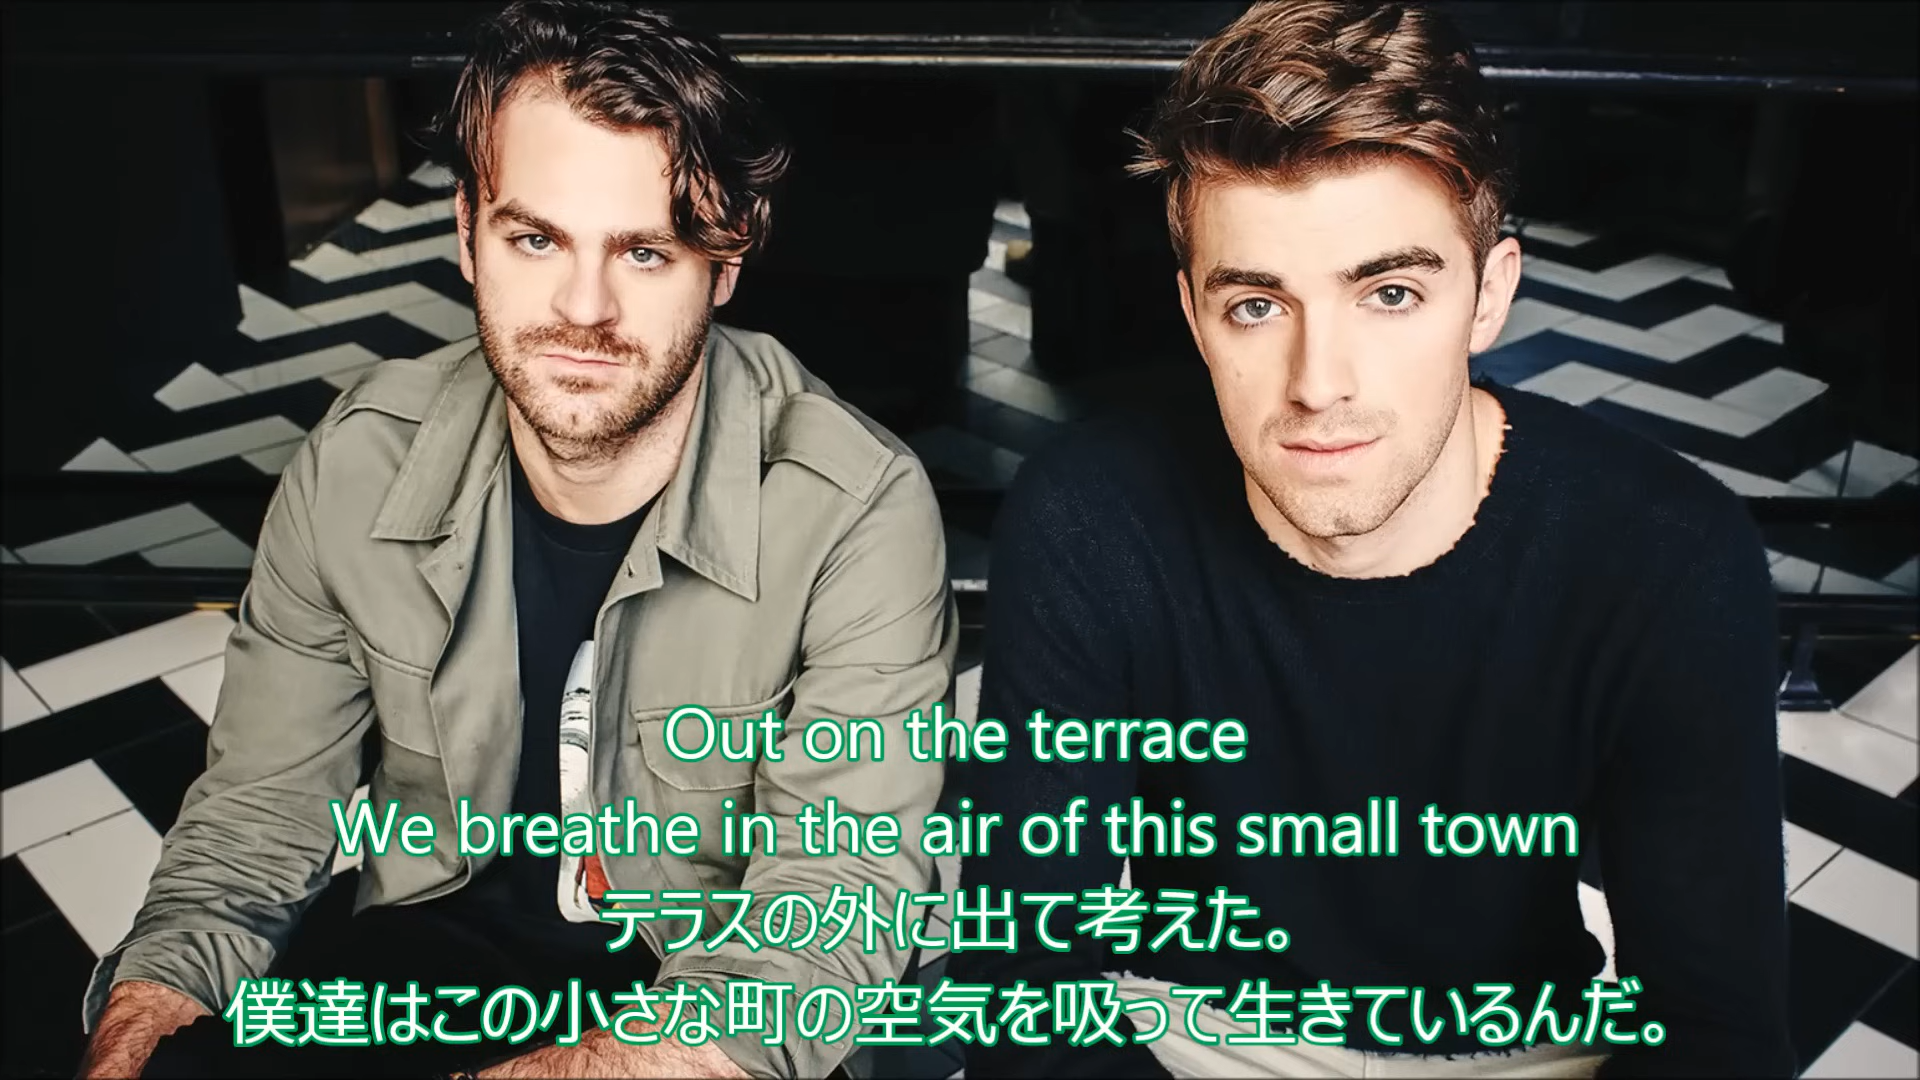 Out on the terrace
We breathe in the air of this small town
テラスの外に出て考えた。
僕達はこの小さな町の空気を吸って生きているんだ。